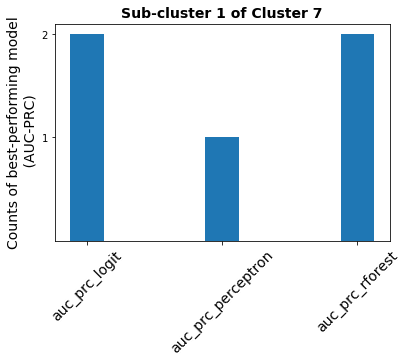 Sub-cluster 1 of Cluster 7
Counts of best-performing model
(AUC-PRC)
2
1
auc_prc_logit
auc_prc_perceptron
auc_prc_rforest